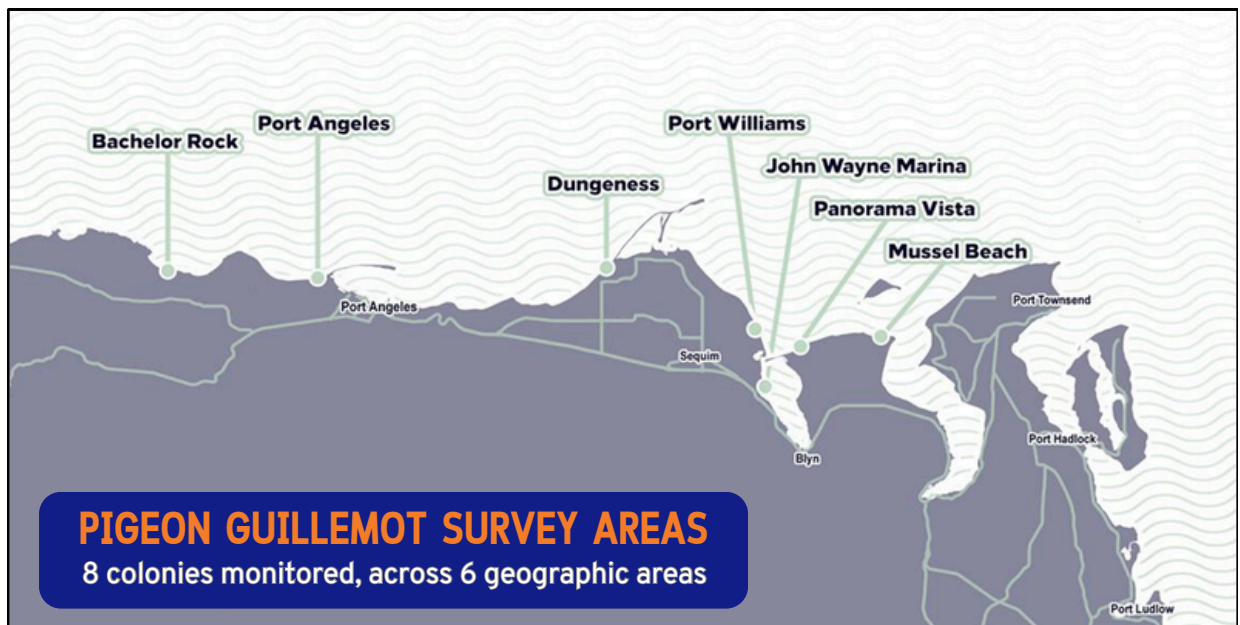 Port Angeles
Port Williams
Bachelor Rock
John Wayne Marina
Dungeness
Panorama Vista
Mussel Beach
Port Angeles
Port Townsend
Sequim
Port Hadlock
Blyn
PIGEON GUILLEMOT SURVEY AREAS
8 colonies monitored, across 6 geographic areas
Port Ludlow